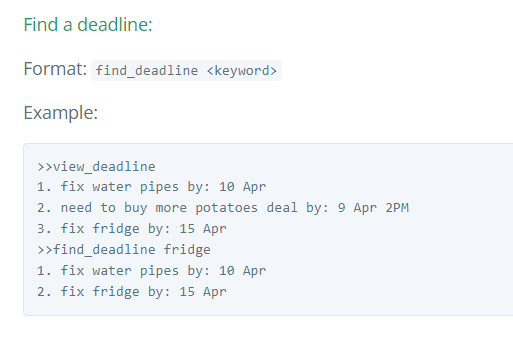 Find a deadline:
Format: find_deadline <keyword>
Example:
>>view_deadline
1. fix water pipes by: 10 Apr
2. need to buy more potatoes deal by: 9 Apr 2PM
3. fix fridge by: 15 Apr
>>find_deadline fridge
1. fix water pipes by: 10 Apr
2. fix fridge by: 15 Apr